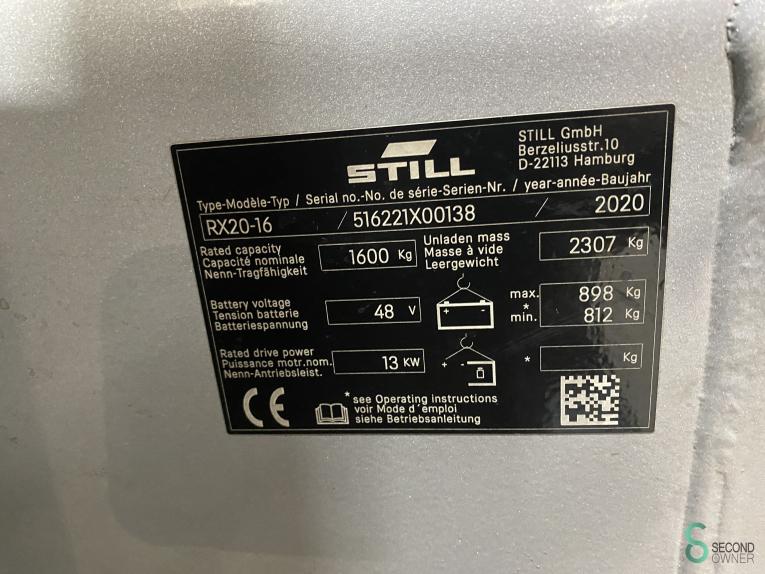 STILL
STILL GmbH
Berzeliusstr.10
D-22113 Hamburg
Type-Modèle-Typ / Serial no.-No. de série-Serien-Nr. / year-année-Baujahr
RX20-16 / 516221X00138 / 2020
Rated capacity
Capacité nominale
Nenn-Tragfähigkeit
1600 Kg
Unladen mass
Masse à vide
Leergewicht
2307 Kg
Battery voltage
Tension batterie
Batteriespannung
48 V
+ -
max. 898 Kg
*
min. 812 Kg
Rated drive power
Puissance motr.nom.
Nenn-Antriebsleist.
13 KW
+ -
* Kg
CE
*see Operating instructions
voir Mode d´emploi
siehe Betriebsanleitung
SECOND
OWNER